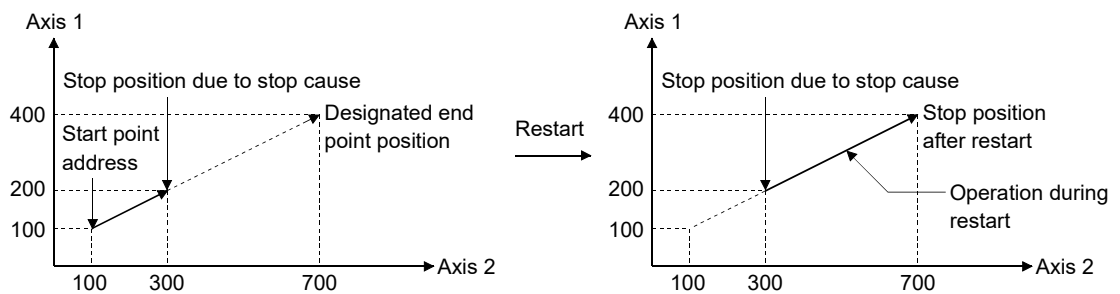 Axis 1
Stop position due to stop cause
400
Designated end
point position
Start point
address
200
100
100
300
700
Axis 2
Restart
Axis 1
Stop position due to stop cause
400
Stop position
after restart
200
Operation during
restart
100
100
300
700
Axis 2